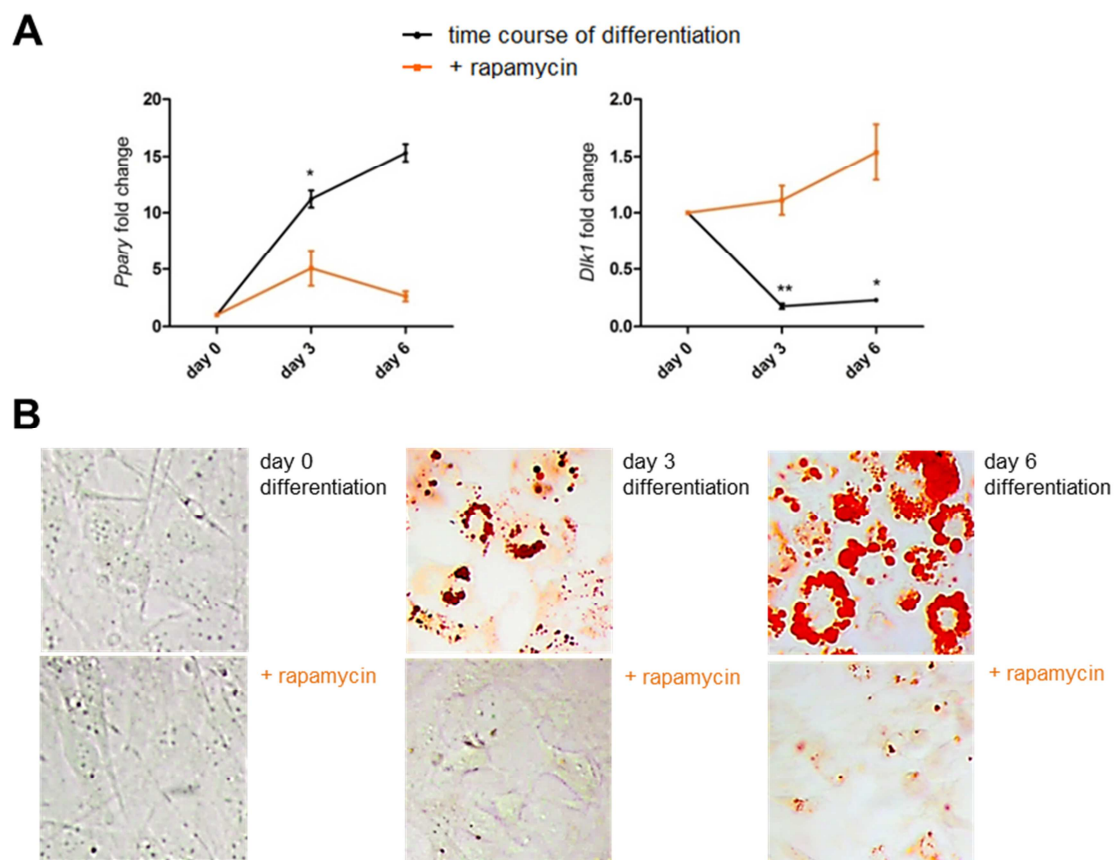 A
time course of differentiation
+ rapamycin
Pparγ fold change
20
15
10
5
0
*
day 0
day 3
day 6
Dlk1 fold change
2.0
1.5
1.0
0.5
0.0
**
*
day 0
day 3
day 6
B
day 0
differentiation
day 3
differentiation
day 6
differentiation
+ rapamycin
+ rapamycin
+ rapamycin